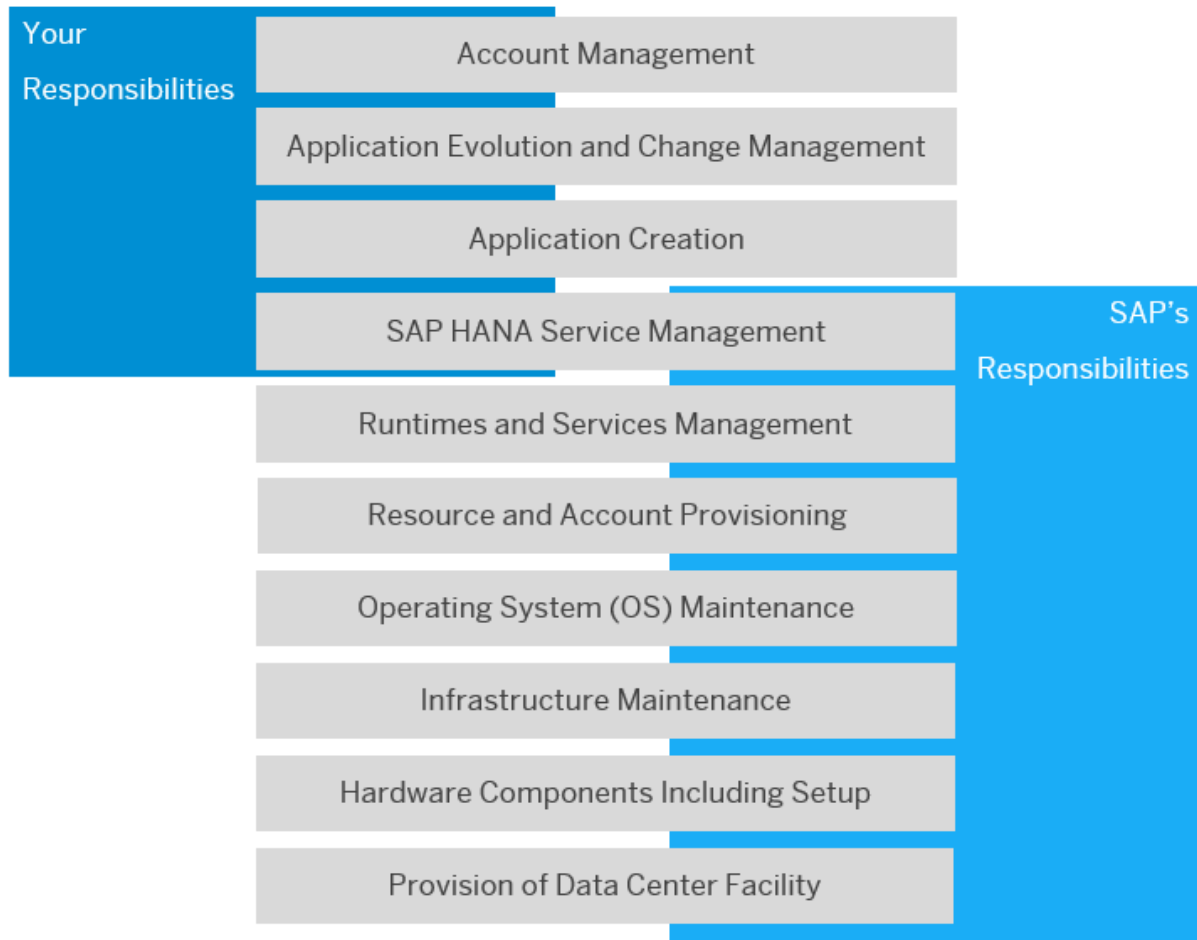 Your
Responsibilities
Account Management
Application Evolution and Change Management
Application Creation
SAP HANA Service Management
SAP's
Responsibilities
Runtimes and Services Management
Resource and Account Provisioning
Operating System (OS) Maintenance
Infrastructure Maintenance
Hardware Components Including Setup
Provision of Data Center Facility